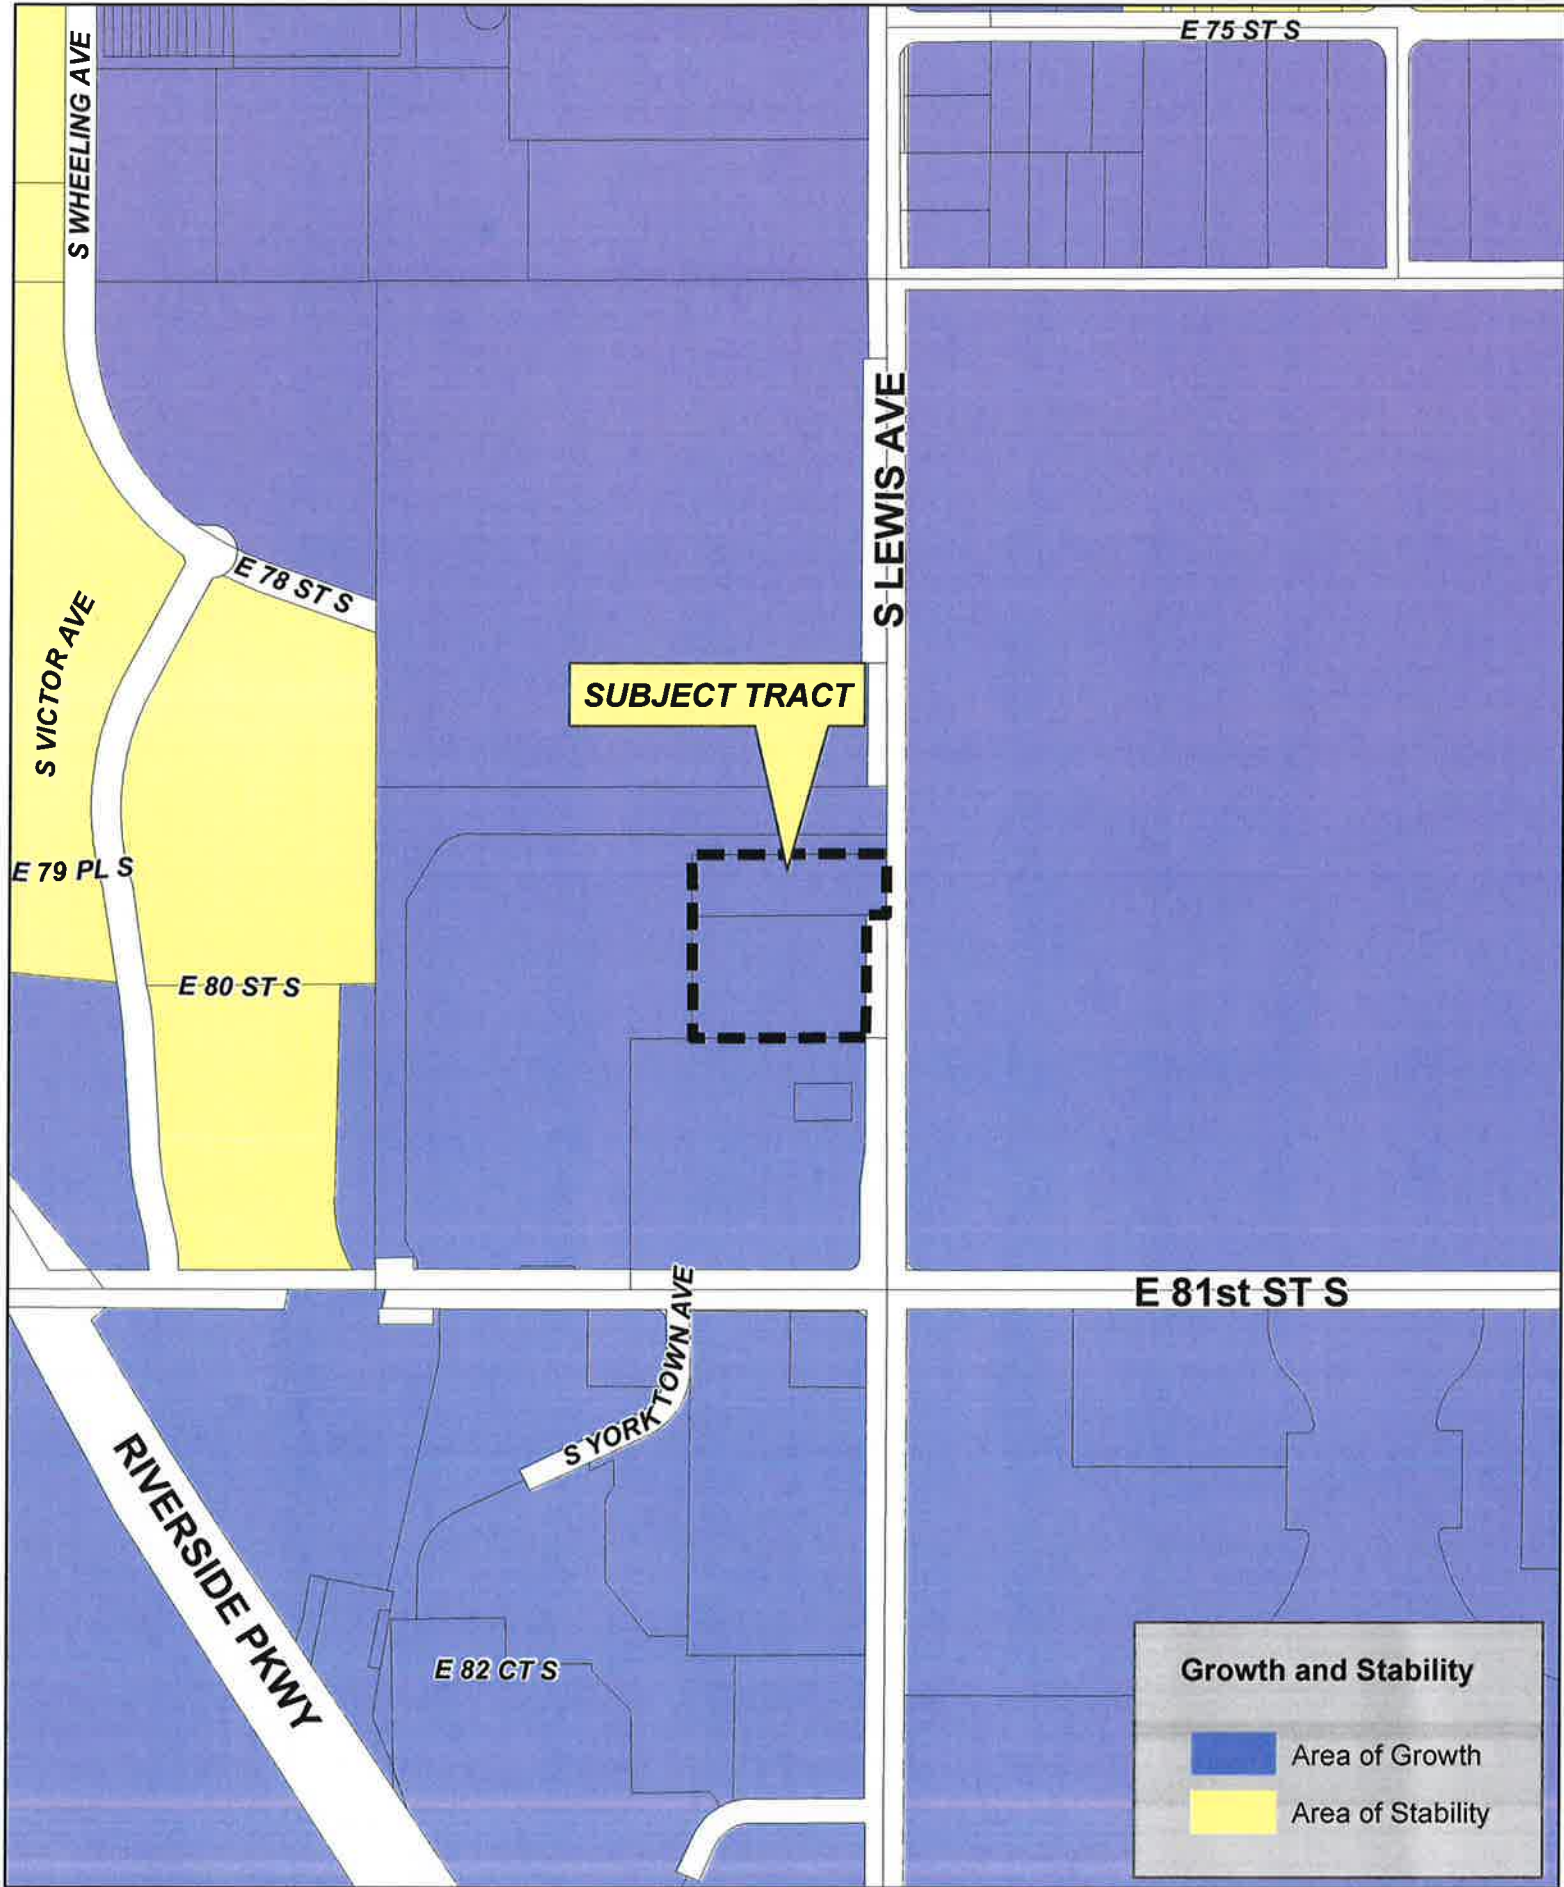 E 75 ST S
S WHEELING AVE
S LEWIS AVE
E 78 ST S
S VICTOR AVE
SUBJECT TRACT
E 79 PL S
E 80 ST S
E 81st ST S
S YORKTOWN AVE
RIVERSIDE PKWY
E 82 CT S
Growth and Stability
Area of Growth
Area of Stability